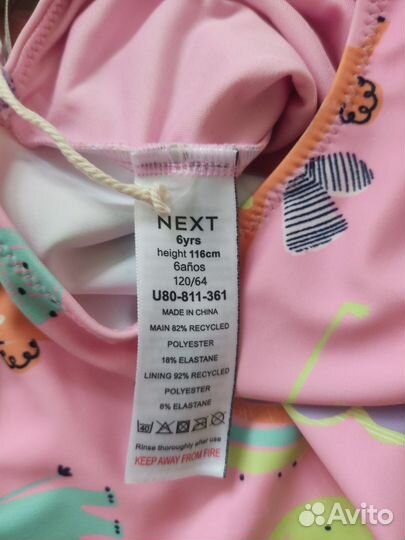 NEXT
6yrs
height 116cm
6años
120/64
U80-811-361
MADE IN CHINA
MAIN 82% RECYCLED
POLYESTER
18% ELASTANE
LINING 92% RECYCLED
POLYESTER
8% ELASTANE
40
Rinse thoroughly after use
KEEP AWAY FROM FIRE
Avito